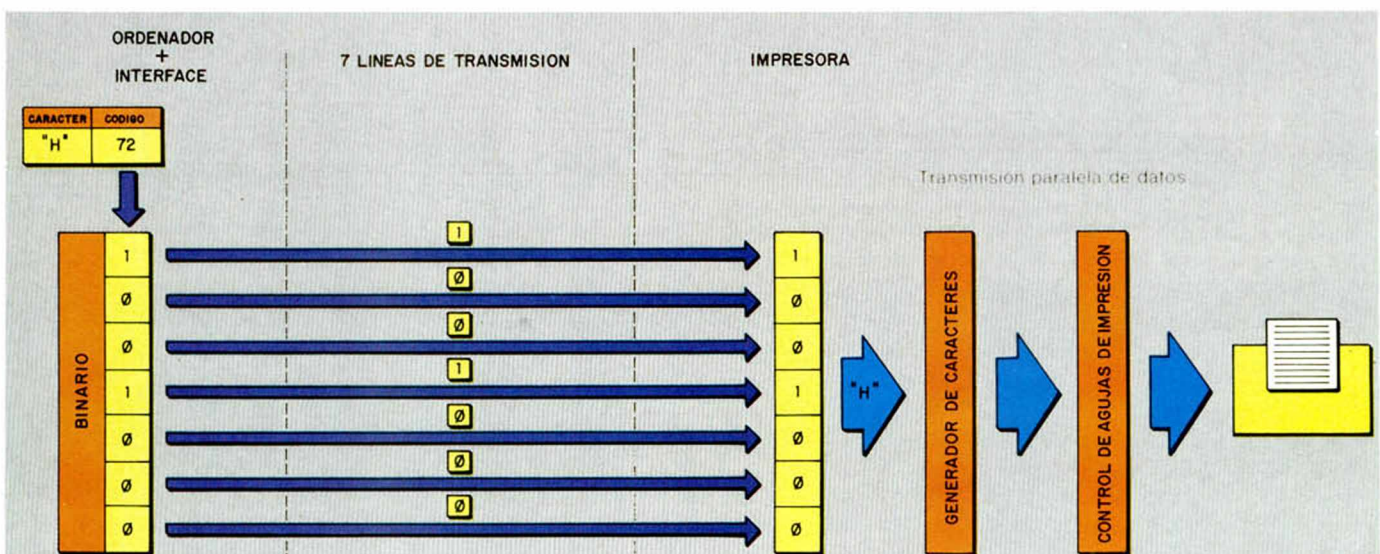 ORDENADOR
+
INTERFACE
7 LINEAS DE TRANSMISION
IMPRESORA
CARACTER CODIGO
"H" 72
Transmisión paralela de datos
BINARIO
1
Ø
Ø
1
Ø
Ø
Ø
1
Ø
Ø
1
Ø
Ø
Ø
1
Ø
Ø
1
Ø
Ø
Ø
"H"
GENERADOR DE CARACTERES
CONTROL DE AGUJAS DE IMPRESION